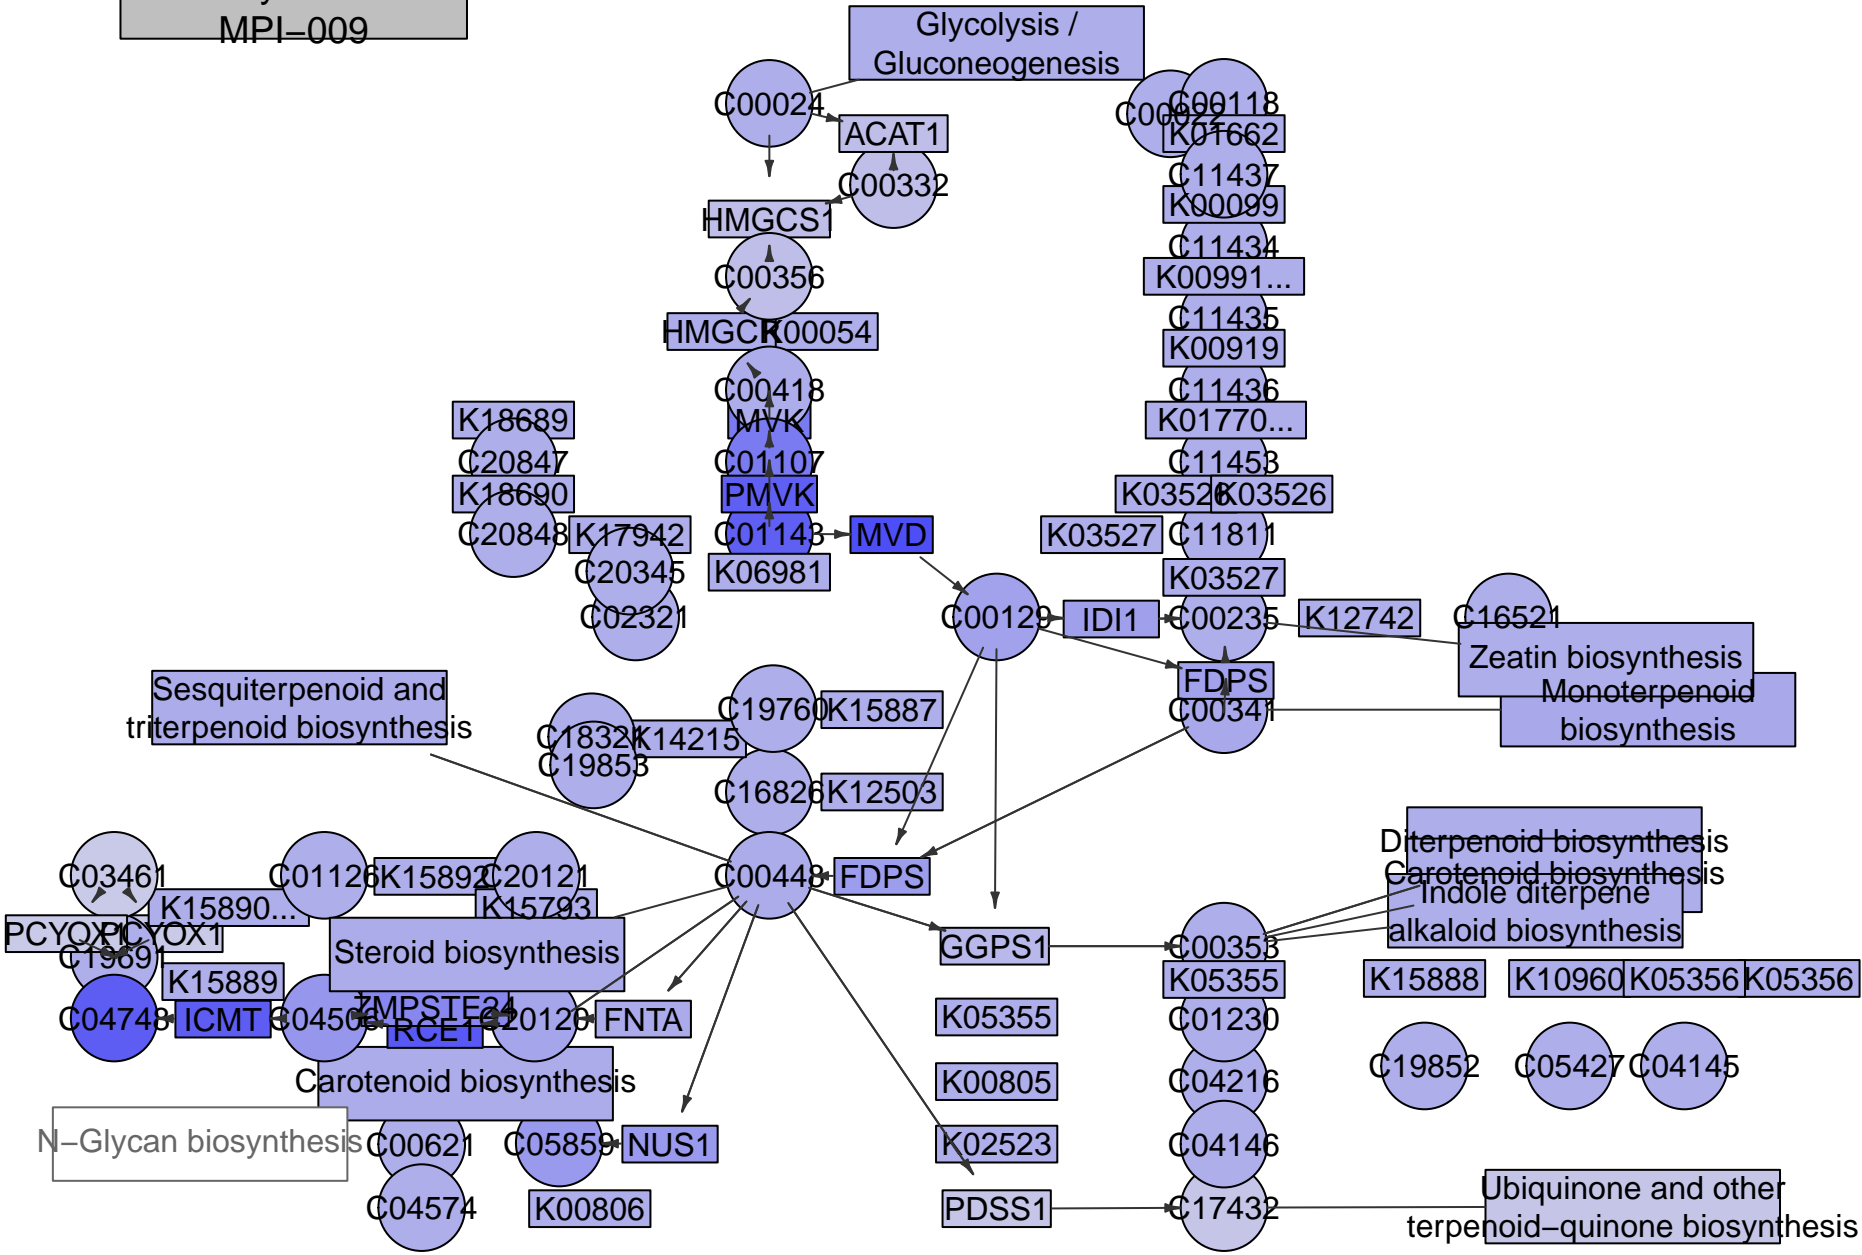 MPI−009
Glycolysis /
Gluconeogenesis
C00024
C00022
C00118
ACAT1
K01662
C00332
C11437
HMGCS1
K00099
C11434
C00356
K00991...
C11435
HMGCR
K00054
K00919
C00418
C11436
K18689
MVK
K01770...
C20847
C01107
C11453
K18690
PMVK
K03526
K03526
C20848
K17942
C01143
MVD
K03527
C11811
C20345
K06981
K03527
C02321
C00129
IDI1
C00235
K12742
C16521
Zeatin biosynthesis
Sesquiterpenoid and
triterpenoid biosynthesis
FDPS
Monoterpenoid
biosynthesis
C19760
K15887
C00341
C18324
K14215
C19853
C16826
K12503
Diterpenoid biosynthesis
Carotenoid biosynthesis
Indole diterpene
alkaloid biosynthesis
C03461
C01126
K15892
C20121
C00448
FDPS
K15890...
K15793
PCYOX1
PCYOX1
C19691
Steroid biosynthesis
GGPS1
C00353
K15889
K05355
K15888
K10960
K05356
K05356
C04748
ICMT
C04506
ZMPSTE24
RCE1
C20120
FNTA
K05355
C01230
C19852
C05427
C04145
Carotenoid biosynthesis
K00805
C04216
N−Glycan biosynthesis
C00621
C05859
NUS1
K02523
C04146
C04574
K00806
PDSS1
C17432
Ubiquinone and other
terpenoid−quinone biosynthesis